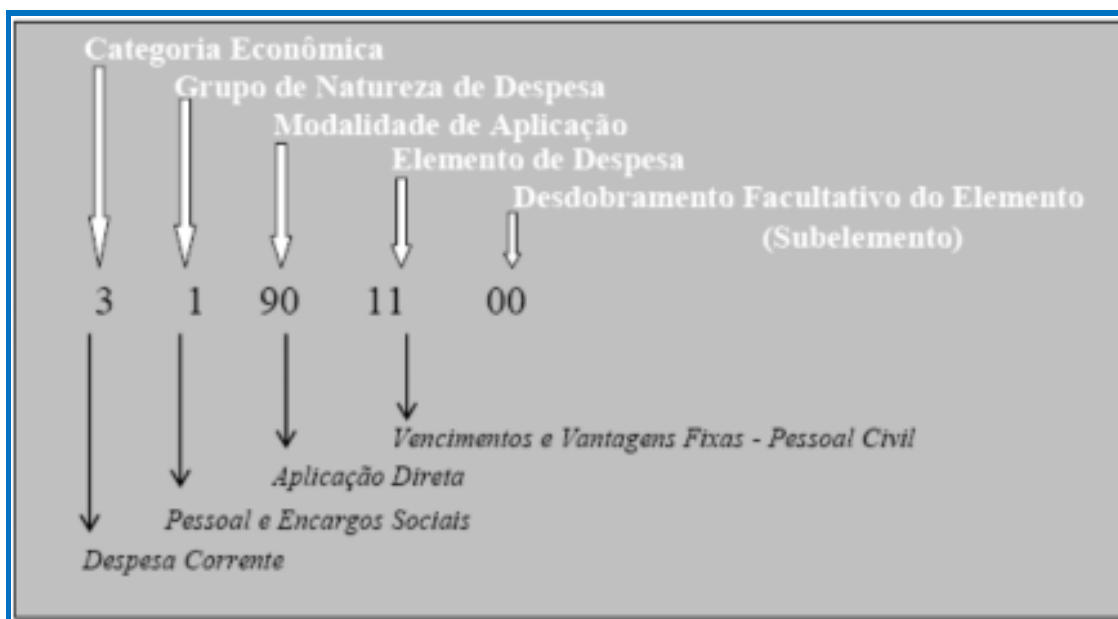 Categoria Econômica
Grupo de Natureza de Despesa
Modalidade de Aplicação
Elemento de Despesa
Desdobramento Facultativo do Elemento
(Subelemento)
3 1 90 11 00
Vencimentos e Vantagens Fixas - Pessoal Civil
Aplicação Direta
Pessoal e Encargos Sociais
Despesa Corrente